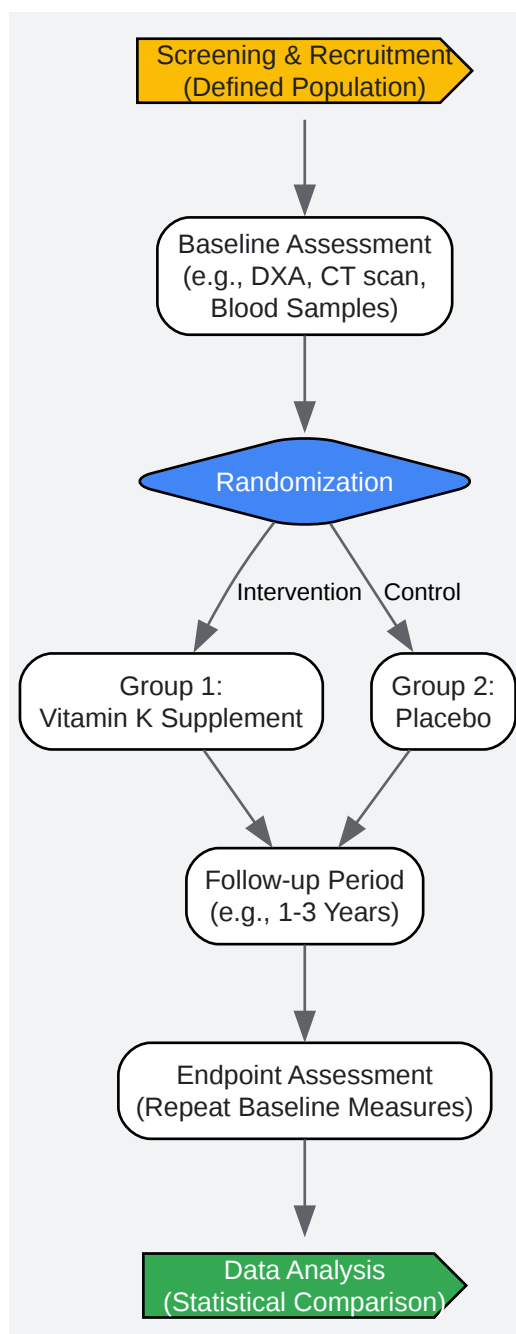 Screening & Recruitment
(Defined Population)
Baseline Assessment
(e.g., DXA, CT scan,
Blood Samples)
Randomization
Intervention
Control
Group 1:
Vitamin K Supplement
Group 2:
Placebo
Follow-up Period
(e.g., 1-3 Years)
Endpoint Assessment
(Repeat Baseline Measures)
Data Analysis
(Statistical Comparison)